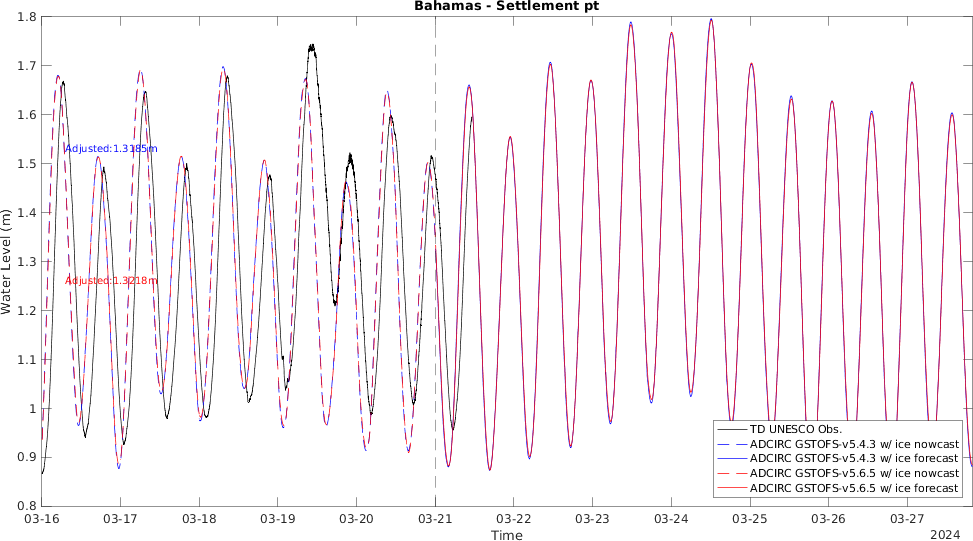 Bahamas - Settlement pt
1.8
1.7
1.6
1.5
1.4
1.3
1.2
1.1
1
0.9
0.8
Water Level (m)
Adjusted:1.3185m
Adjusted:1.3218m
TD UNESCO Obs.
ADCIRC GSTOFS-v5.4.3 w/ ice nowcast
ADCIRC GSTOFS-v5.4.3 w/ ice forecast
ADCIRC GSTOFS-v5.6.5 w/ ice nowcast
ADCIRC GSTOFS-v5.6.5 w/ ice forecast
03-16 03-17 03-18 03-19 03-20 03-21 03-22 03-23 03-24 03-25 03-26 03-27
Time
2024